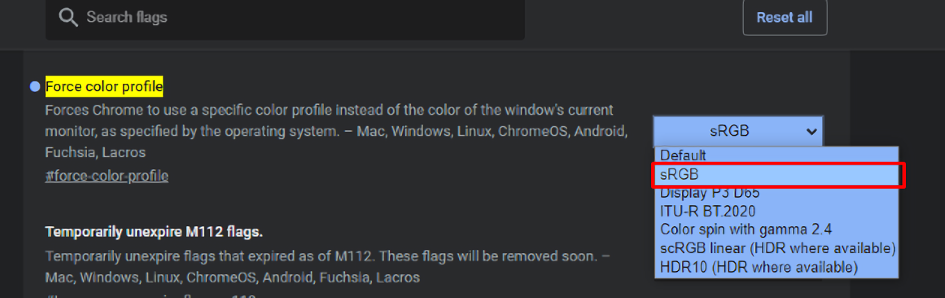 Search flags
Reset all
Force color profile
Forces Chrome to use a specific color profile instead of the color of the window's current
monitor, as specified by the operating system. – Mac, Windows, Linux, ChromeOS, Android,
Fuchsia, Lacros
#force-color-profile
sRGB
Default
sRGB
Display P3 D65
ITU-R BT.2020
Color spin with gamma 2.4
scRGB linear (HDR where available)
HDR10 (HDR where available)
Temporarily unexpire M112 flags.
Temporarily unexpire flags that expired as of M112. These flags will be removed soon. –
Mac, Windows, Linux, ChromeOS, Android, Fuchsia, Lacros